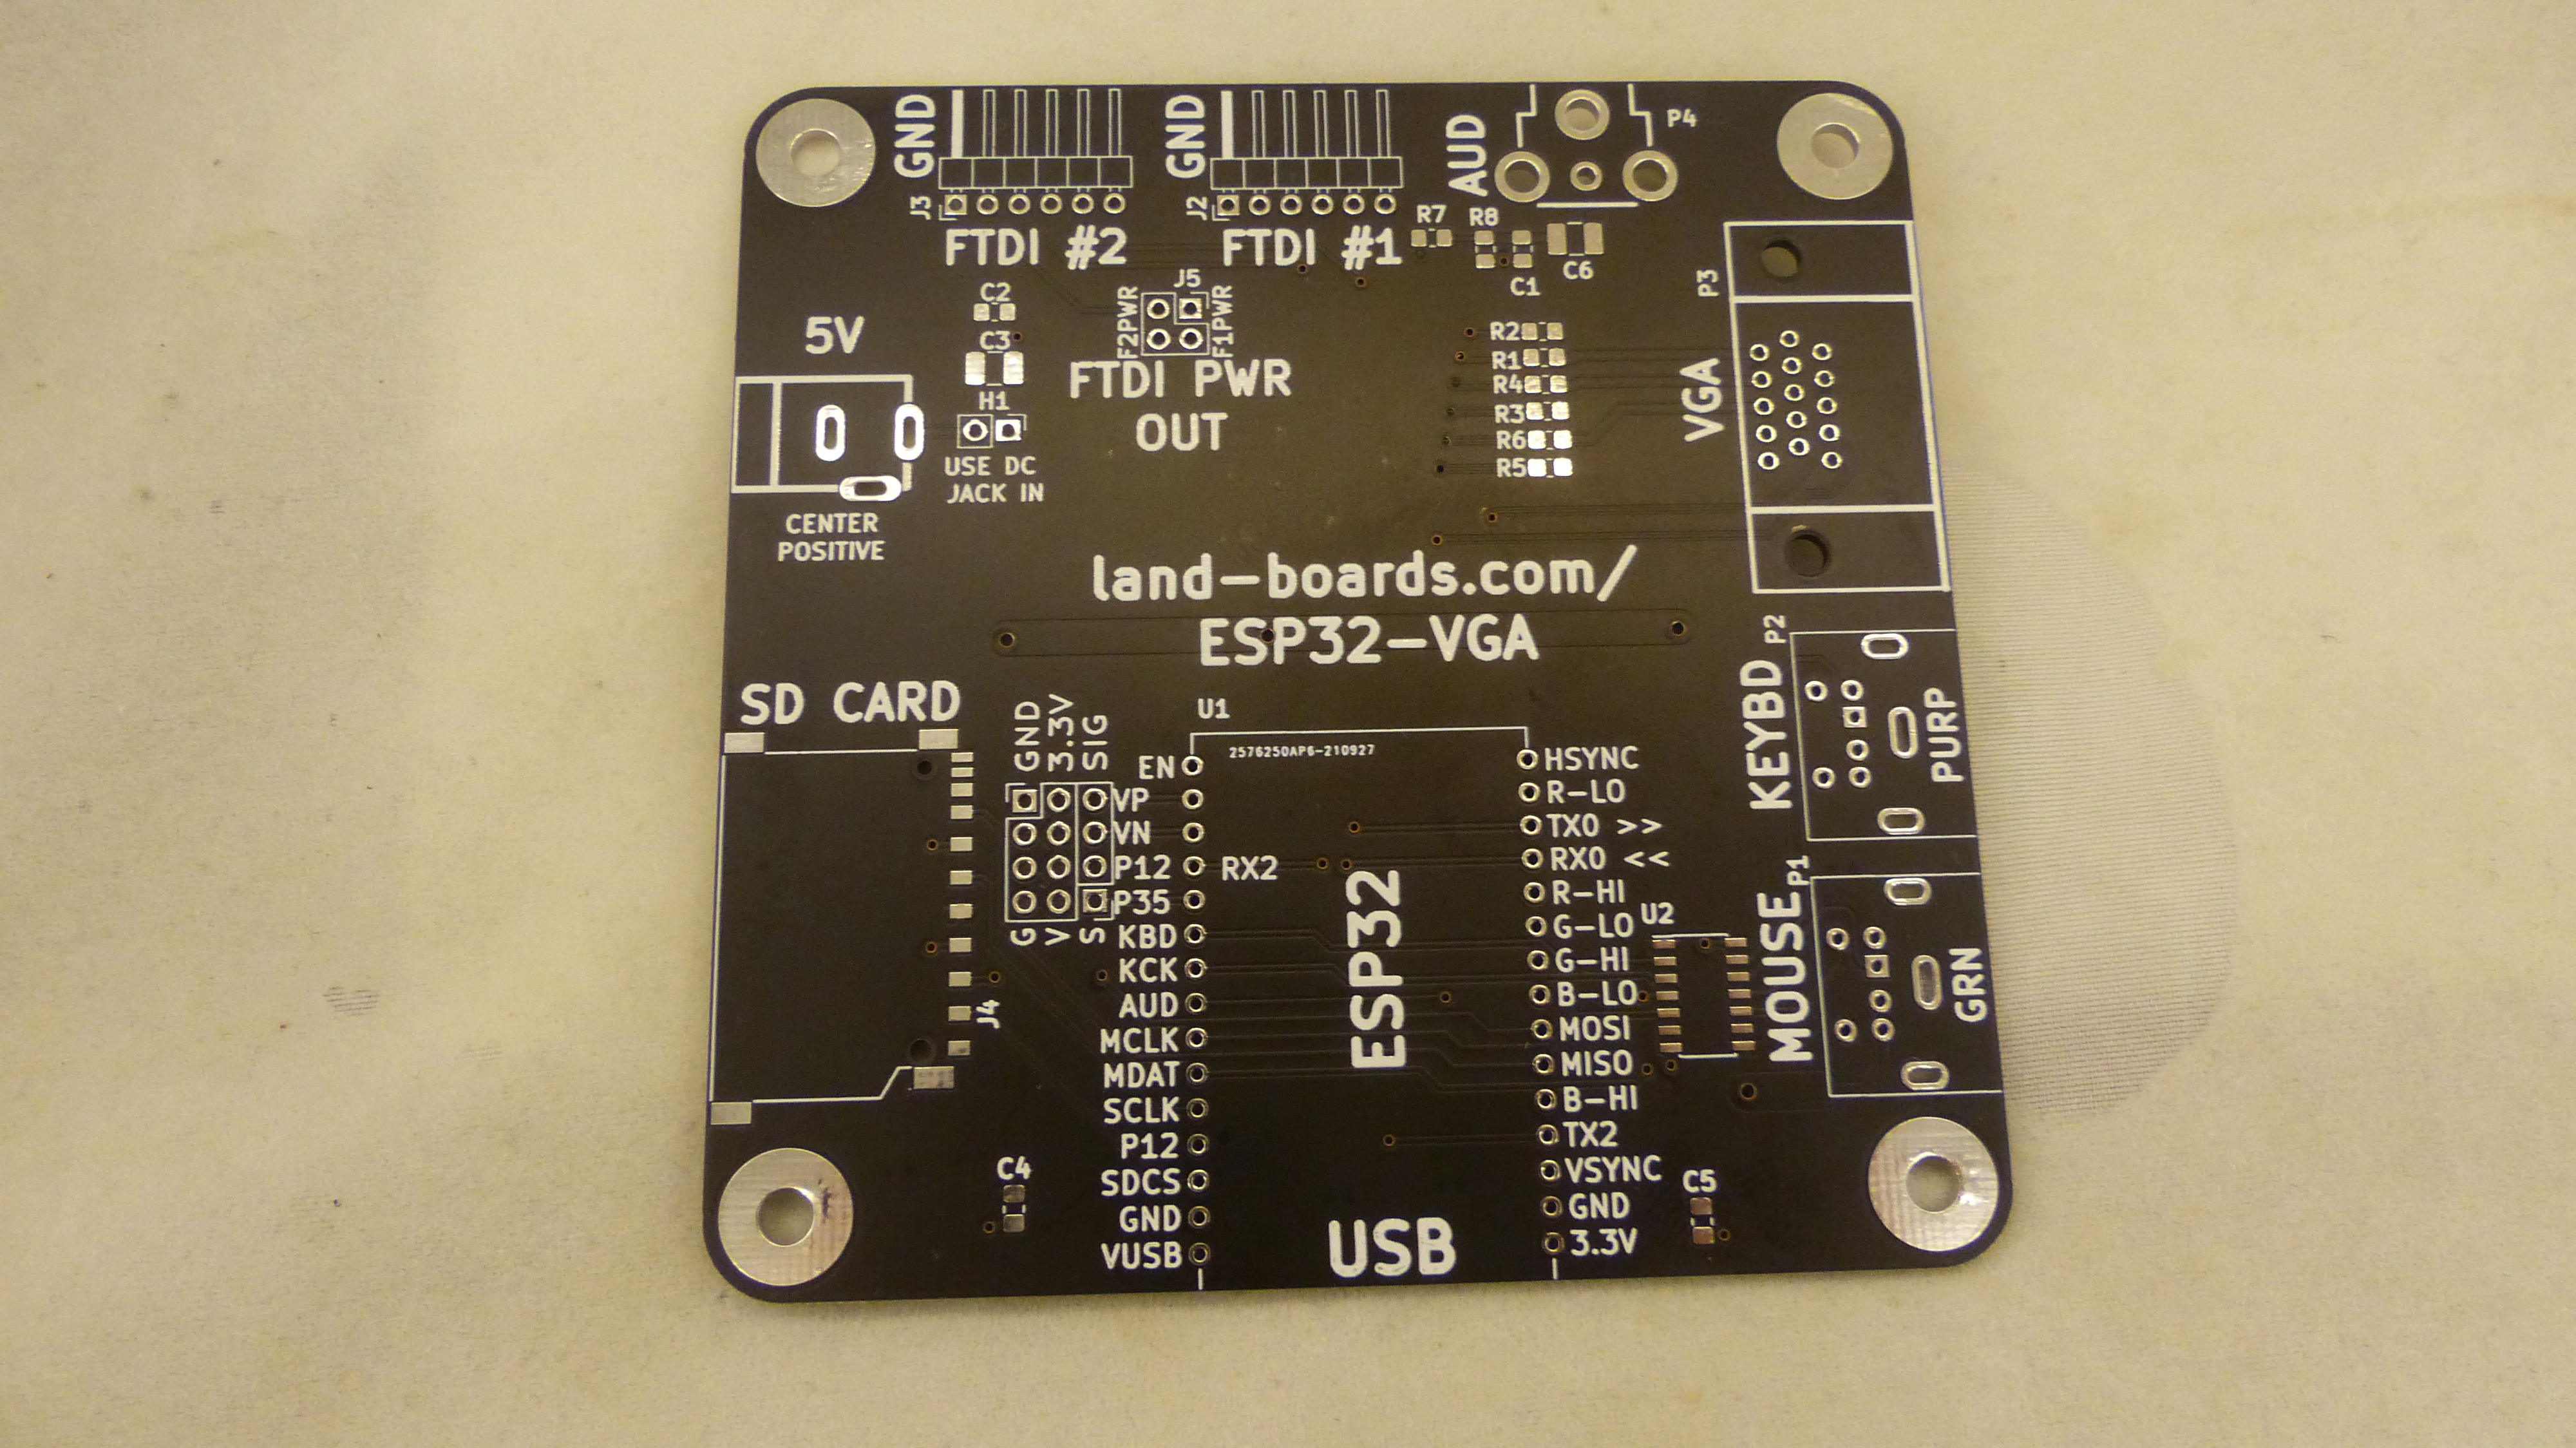 GND
GND
AUD
P4
J3
J2
FTDI #2
FTDI #1
R7
R8
C1
C6
P3
VGA
5V
C2
C3
H1
USE DC
JACK IN
CENTER
POSITIVE
J5
F2PWR
F1PWR
FTDI PWR
OUT
R2
R1
R4
R3
R6
R5
land-boards.com/
ESP32-VGA
P2
KEYBD
PURP
P1
MOUSE
GRN
SD CARD
J4
GND
3.3V
SIG
G
V
S
U1
2576250AP6-210927
EN
VP
VN
P12
RX2
P35
KBD
KCK
AUD
MCLK
MDAT
SCLK
P12
SDCS
GND
VUSB
ESP32
USB
HSYNC
R-LO
TX0 >>
RX0 <<
R-HI
G-LO
G-HI
B-LO
MOSI
MISO
B-HI
TX2
VSYNC
GND
3.3V
U2
C4
C5